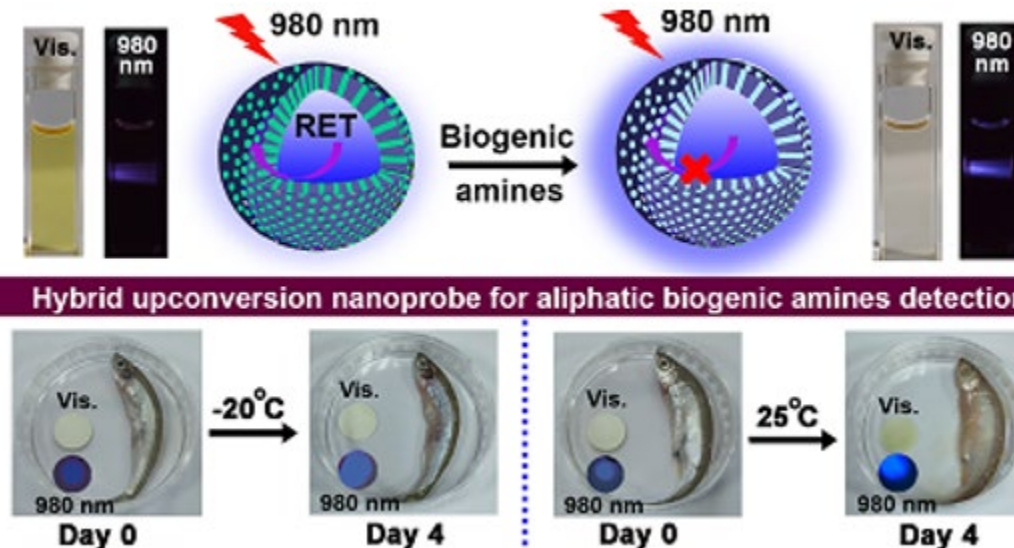 Vis.
980
nm
980 nm
RET
Biogenic
amines
980 nm
Vis.
980
nm
Hybrid upconversion nanoprobe for aliphatic biogenic amines detection
Vis.
980 nm
Day 0
-20°C
Vis.
980 nm
Day 4
Vis.
980 nm
Day 0
25°C
Vis.
980 nm
Day 4